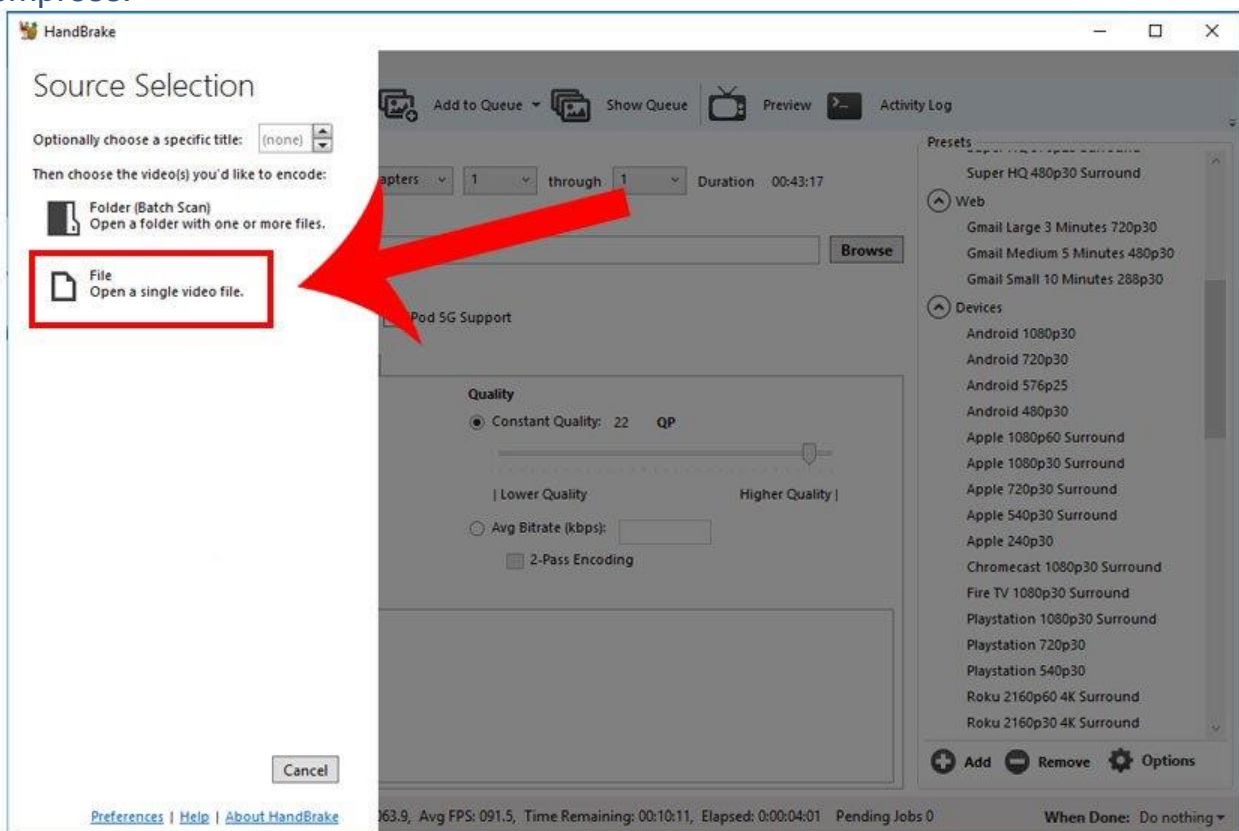 HandBrake
Source Selection
Optionally choose a specific title: (none)
Then choose the video(s) you'd like to encode:
Folder (Batch Scan)
Open a folder with one or more files.
File
Open a single video file.
Cancel
Preferences | Help | About HandBrake
Add to Queue Show Queue Preview Activity Log
1 through 1 Duration 00:43:17
Browse
iPod 5G Support
Quality
Constant Quality: 22 QP
| Lower Quality Higher Quality |
Avg Bitrate (kbps):
2-Pass Encoding
Presets
Super HQ 480p30 Surround
Web
Gmail Large 3 Minutes 720p30
Gmail Medium 5 Minutes 480p30
Gmail Small 10 Minutes 288p30
Devices
Android 1080p30
Android 720p30
Android 576p25
Android 480p30
Apple 1080p60 Surround
Apple 1080p30 Surround
Apple 720p30 Surround
Apple 540p30 Surround
Apple 240p30
Chromecast 1080p30 Surround
Fire TV 1080p30 Surround
Playstation 1080p30 Surround
Playstation 720p30
Playstation 540p30
Roku 2160p60 4K Surround
Roku 2160p30 4K Surround
Add Remove Options
Avg FPS: 091.5, Time Remaining: 00:10:11, Elapsed: 0:00:04:01 Pending Jobs 0 When Done: Do nothing